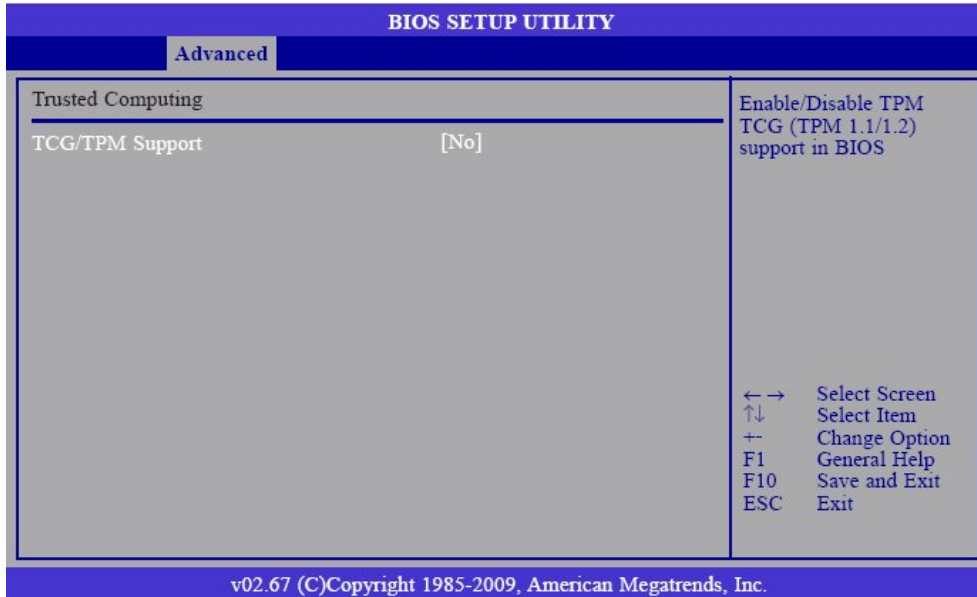 BIOS SETUP UTILITY
Advanced
Trusted Computing
TCG/TPM Support [No]
Enable/Disable TPM
TCG (TPM 1.1/1.2)
support in BIOS
←→ Select Screen
↑↓ Select Item
+- Change Option
F1 General Help
F10 Save and Exit
ESC Exit
v02.67 (C)Copyright 1985-2009, American Megatrends, Inc.